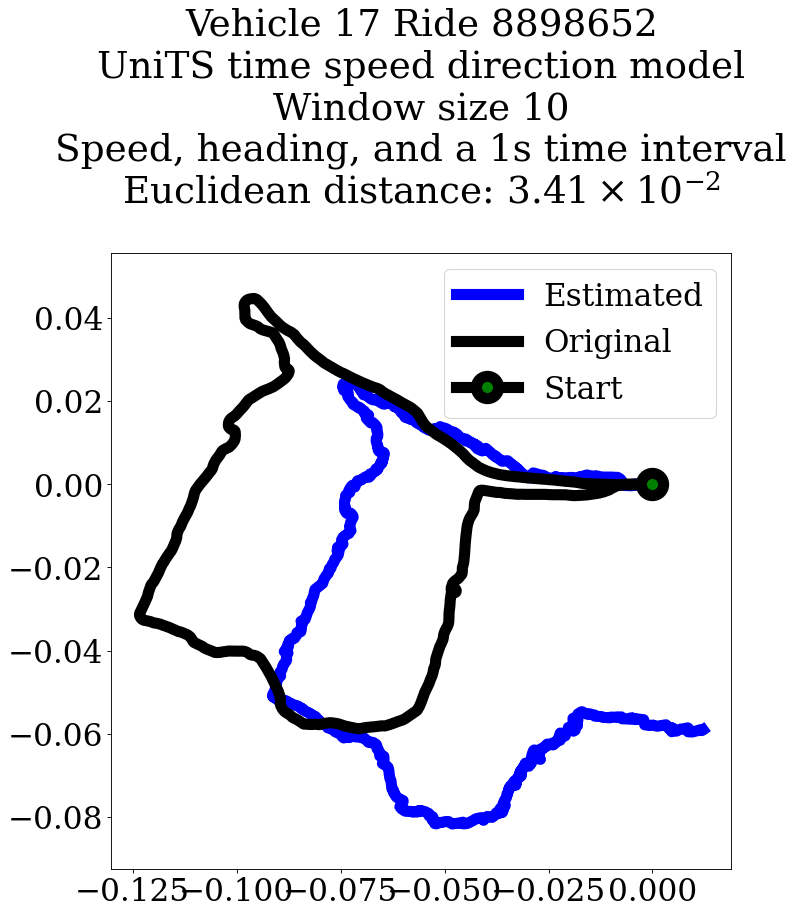 Vehicle 17 Ride 8898652
UniTS time speed direction model
Window size 10
Speed, heading, and a 1s time interval
Euclidean distance: 3.41 × 10⁻²
Estimated
Original
Start
0.04
0.02
0.00
−0.02
−0.04
−0.06
−0.08
−0.125 −0.100 −0.075 −0.050 −0.025 0.000